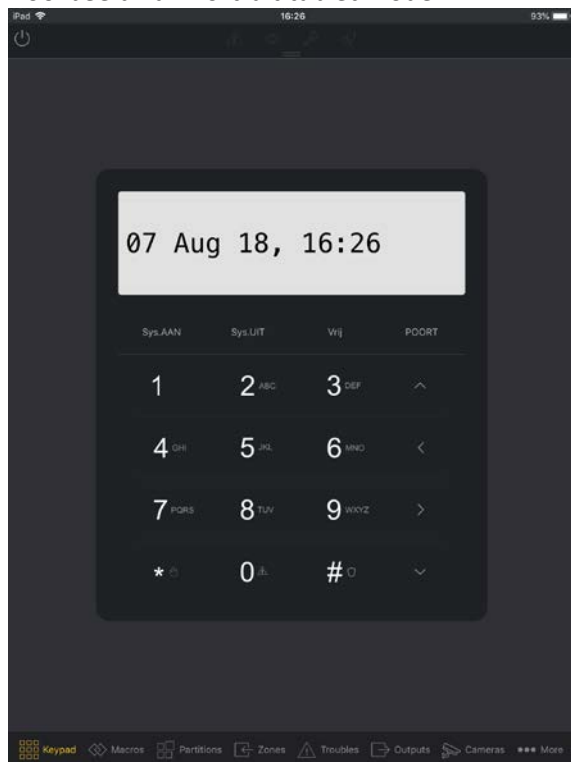 iPad 16:26 93%
07 Aug 18, 16:26
Sys.AAN Sys.UIT Vrij POORT
1 2 ABC 3 DEF
4 GHI 5 JKL 6 MNO
7 PQRS 8 TUV 9 WXYZ
* 0 #
Keypad Macros Partitions Zones Troubles Outputs Cameras More